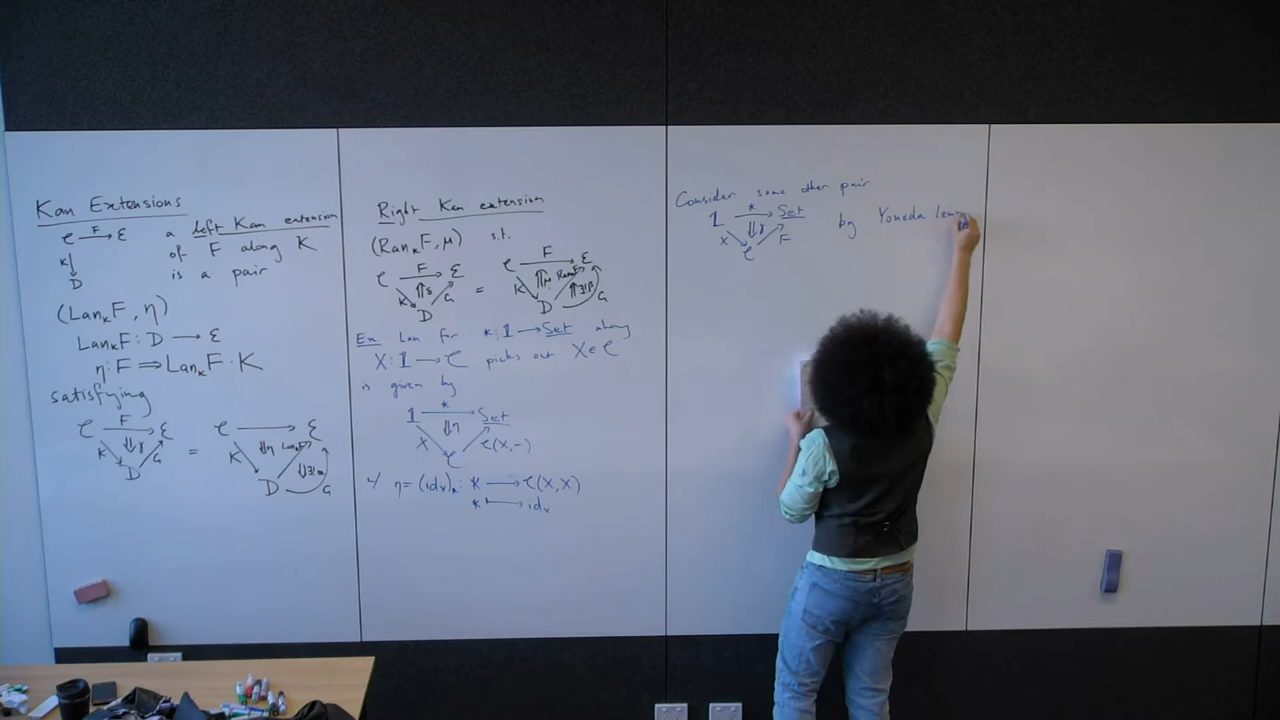 Kan Extensions
C F→ E a left Kan extension
K↓ of F along K
D is a pair
(Lan_K F, η)
Lan_K F : D → E
η : F ⇒ Lan_K F · K
satisfying
C F→ E = C → E
K ⇓γ G K ⇓η Lan_K F ⇓∃!α
D D G
Right Kan extension
(Ran_K F, μ) s.t.
C F→ E = C F→ E
K ⇑δ G K ⇑μ Ran_K F ⇑∃!β
D D G
Ex Lan for * : 1 → Set along
X : 1 → C picks out X ∈ C
is given by
1 *→ Set
X ⇓η C(X,-)
C
w/ η = (id_X)_* : * → C(X,X)
* ↦ id_X
Consider some other pair
1 *→ Set by Yoneda lem
X ⇓γ F
C